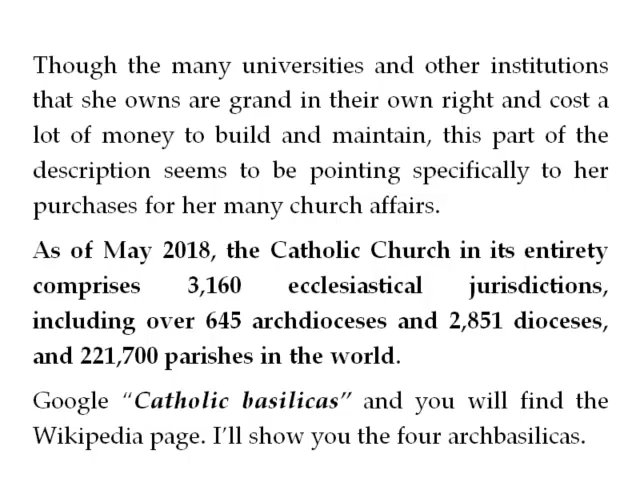 Though the many universities and other institutions
that she owns are grand in their own right and cost a
lot of money to build and maintain, this part of the
description seems to be pointing specifically to her
purchases for her many church affairs.
As of May 2018, the Catholic Church in its entirety
comprises 3,160 ecclesiastical jurisdictions,
including over 645 archdioceses and 2,851 dioceses,
and 221,700 parishes in the world.
Google “Catholic basilicas” and you will find the
Wikipedia page. I’ll show you the four archbasilicas.